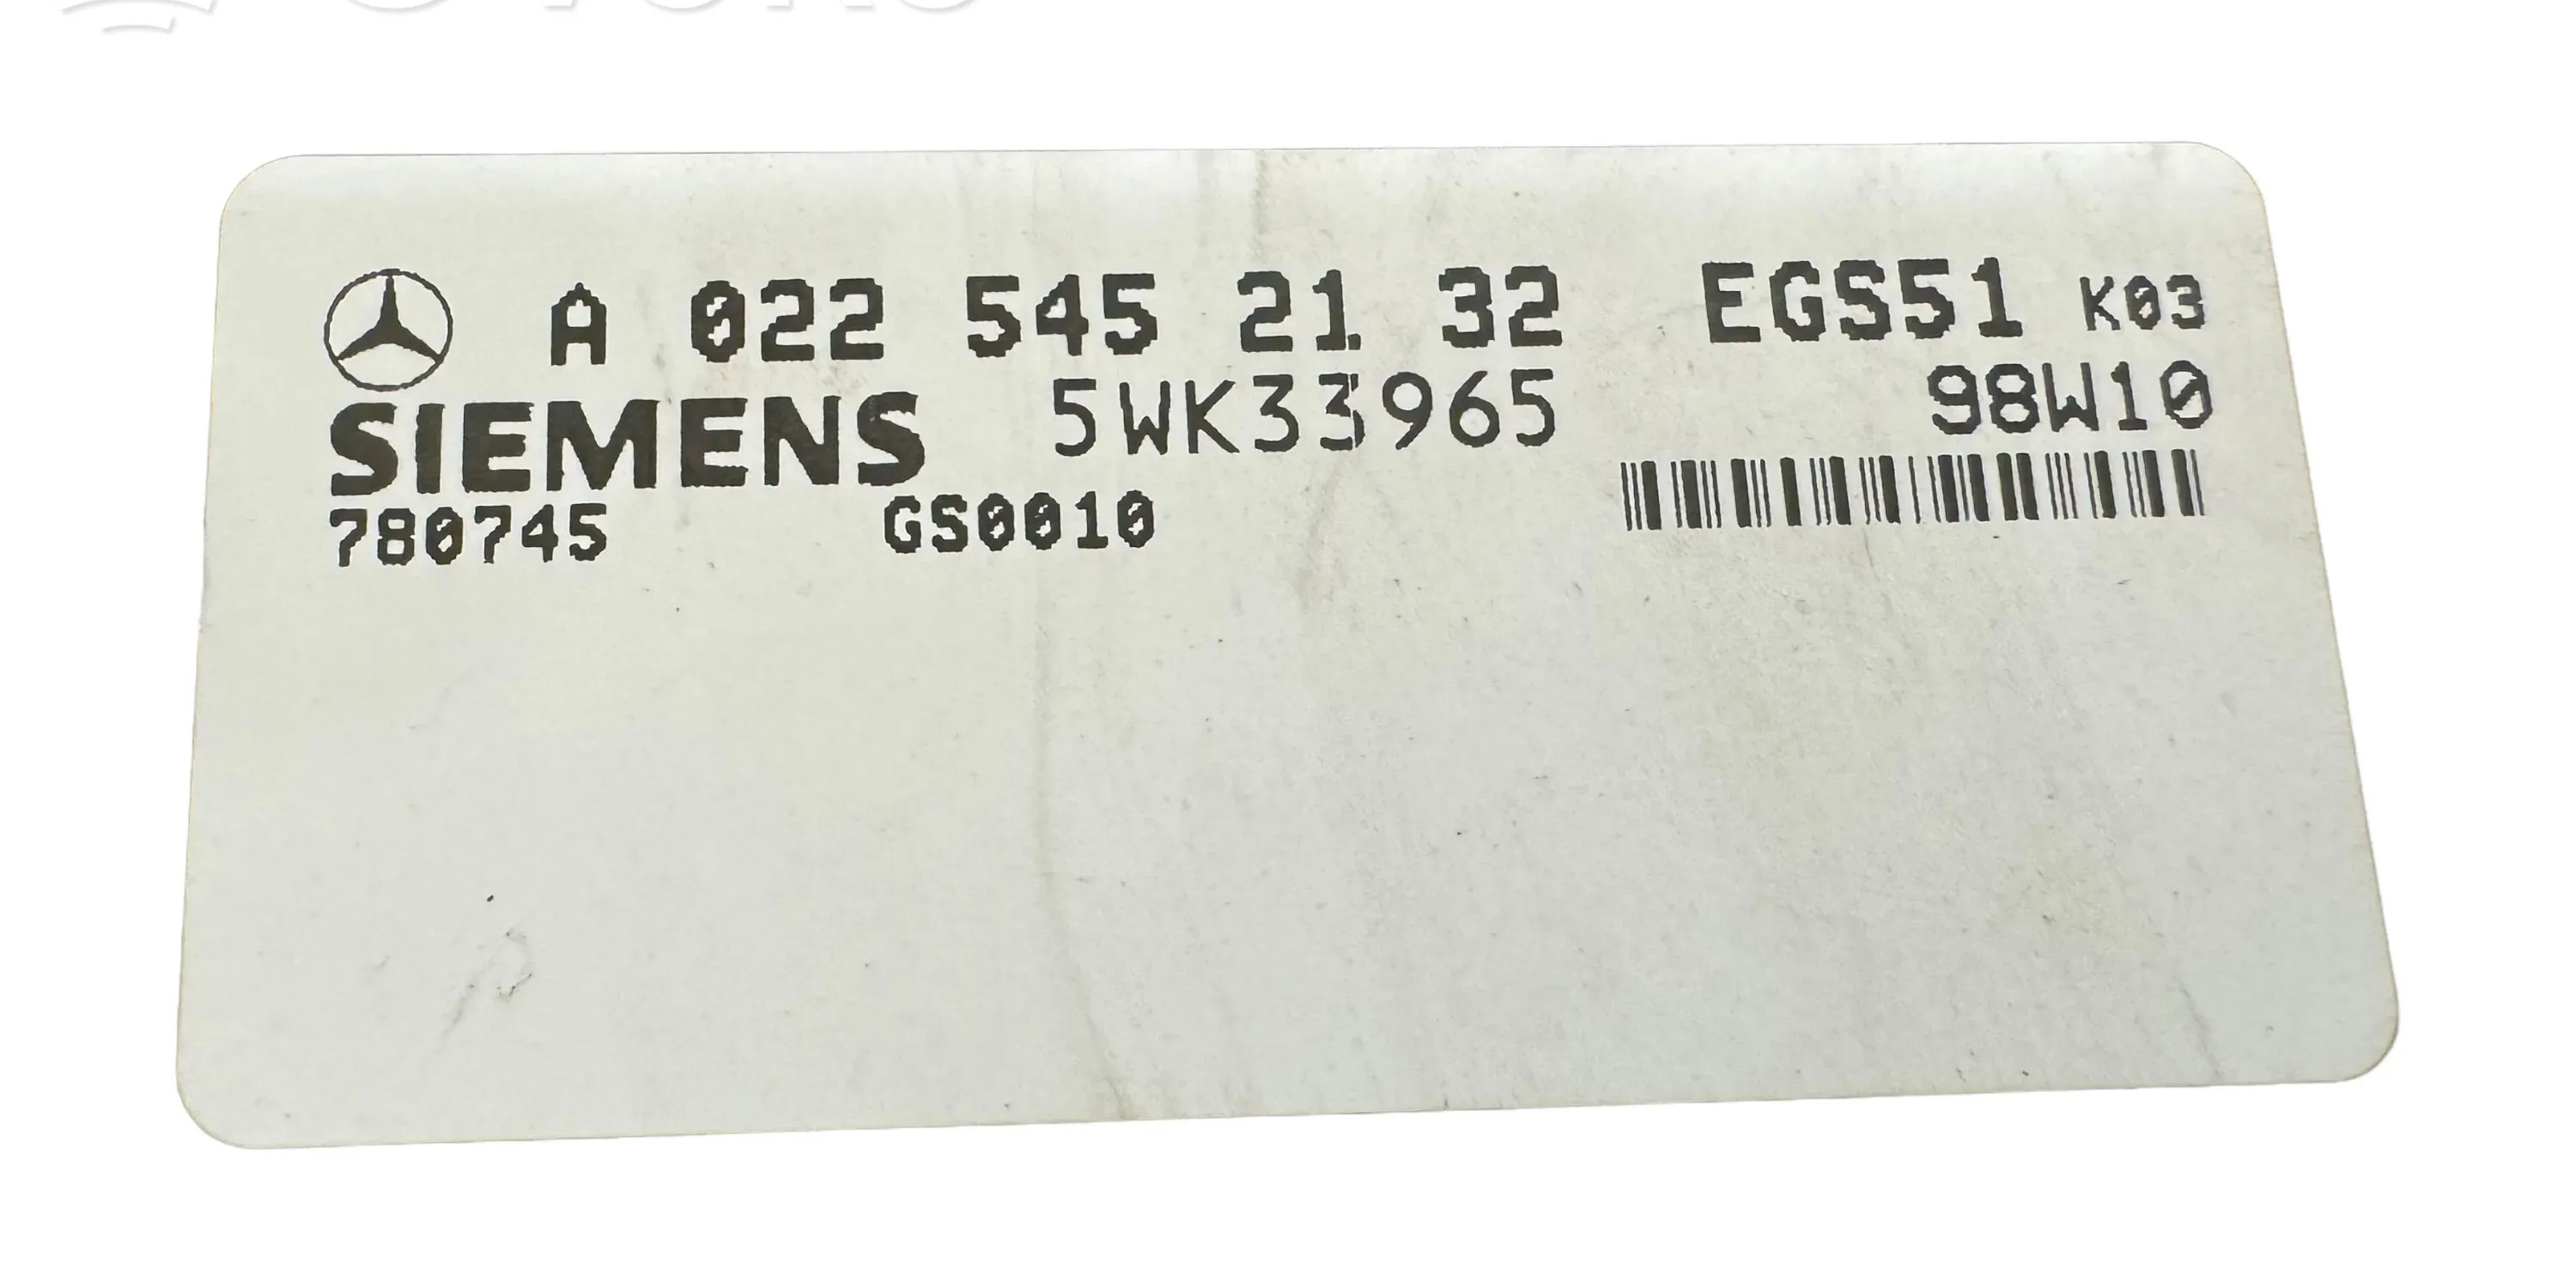 A 022 545 21 32 EGS51 K03
SIEMENS 5WK33965 98W10
780745 GS0010